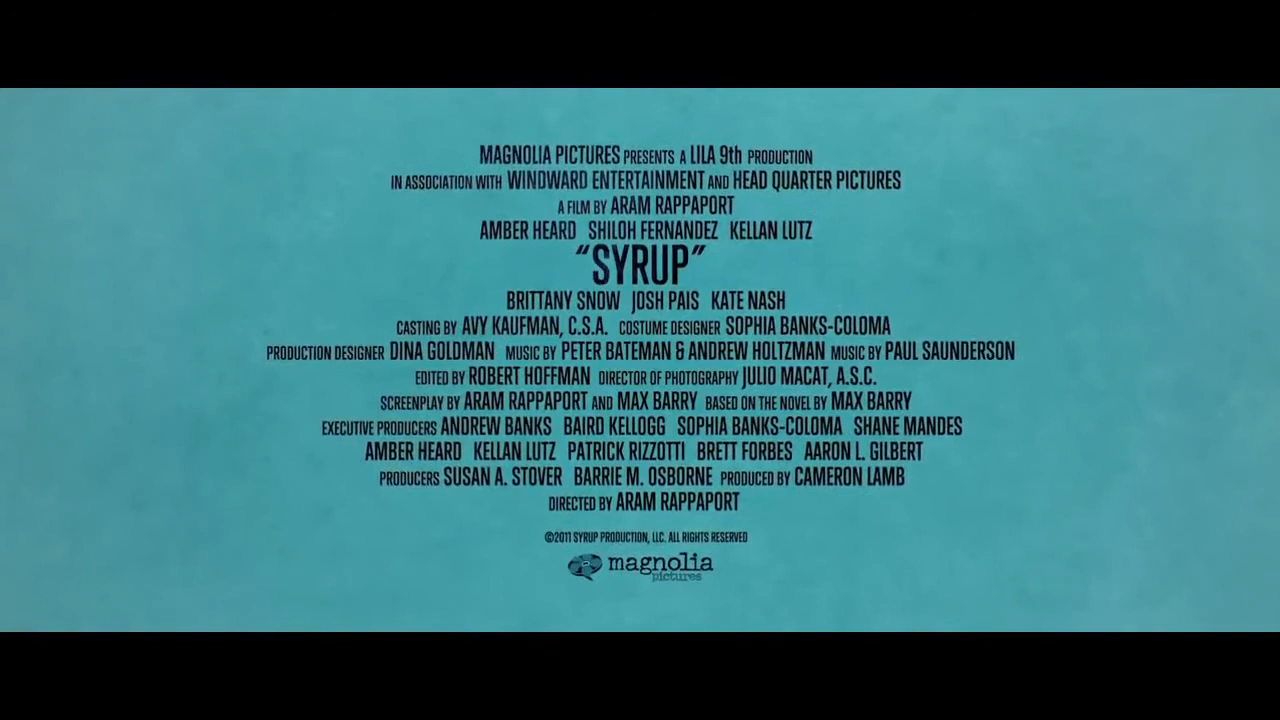 MAGNOLIA PICTURES PRESENTS A LILA 9th PRODUCTION
IN ASSOCIATION WITH WINDWARD ENTERTAINMENT AND HEAD QUARTER PICTURES
A FILM BY ARAM RAPPAPORT
AMBER HEARD SHILOH FERNANDEZ KELLAN LUTZ
“SYRUP”
BRITTANY SNOW JOSH PAIS KATE NASH
CASTING BY AVY KAUFMAN, C.S.A. COSTUME DESIGNER SOPHIA BANKS-COLOMA
PRODUCTION DESIGNER DINA GOLDMAN MUSIC BY PETER BATEMAN & ANDREW HOLTZMAN MUSIC BY PAUL SAUNDERSON
EDITED BY ROBERT HOFFMAN DIRECTOR OF PHOTOGRAPHY JULIO MACAT, A.S.C.
SCREENPLAY BY ARAM RAPPAPORT AND MAX BARRY BASED ON THE NOVEL BY MAX BARRY
EXECUTIVE PRODUCERS ANDREW BANKS BAIRD KELLOGG SOPHIA BANKS-COLOMA SHANE MANDES
AMBER HEARD KELLAN LUTZ PATRICK RIZZOTTI BRETT FORBES AARON L. GILBERT
PRODUCERS SUSAN A. STOVER BARRIE M. OSBORNE PRODUCED BY CAMERON LAMB
DIRECTED BY ARAM RAPPAPORT
©2011 SYRUP PRODUCTION, LLC. ALL RIGHTS RESERVED
magnolia
pictures